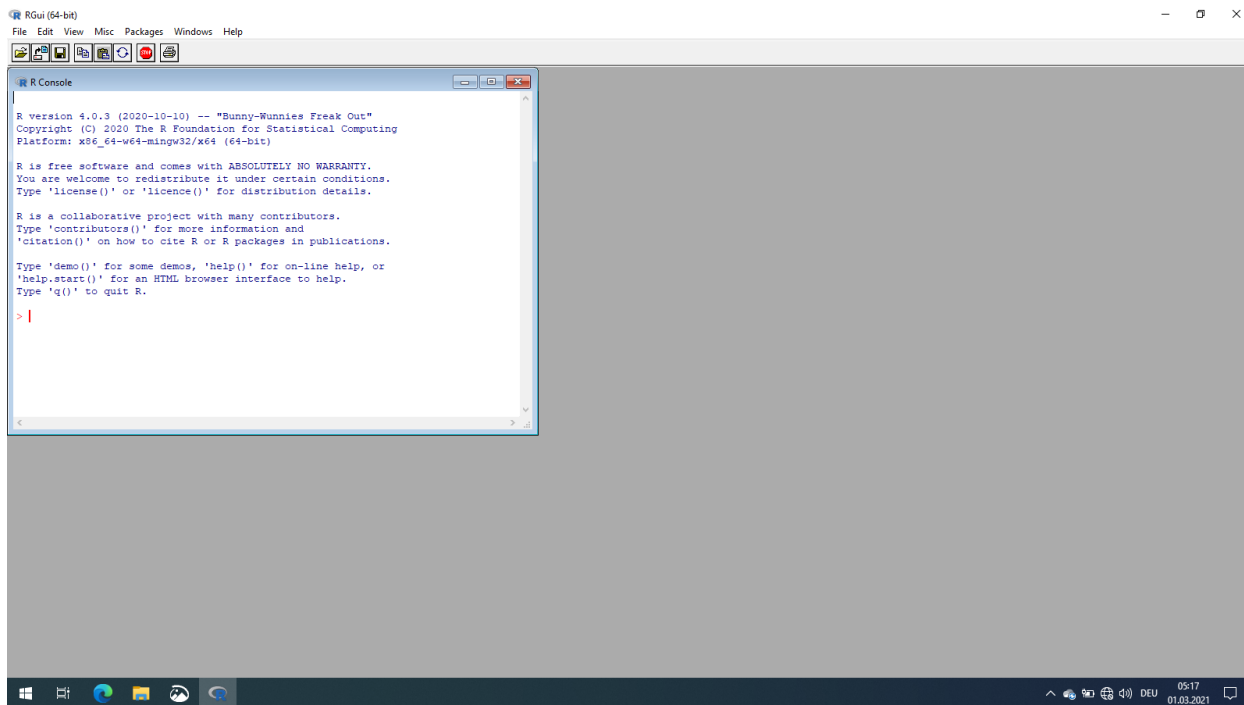 RGui (64-bit)
File Edit View Misc Packages Windows Help
STOP
R Console
R version 4.0.3 (2020-10-10) -- "Bunny-Wunnies Freak Out"
Copyright (C) 2020 The R Foundation for Statistical Computing
Platform: x86_64-w64-mingw32/x64 (64-bit)
R is free software and comes with ABSOLUTELY NO WARRANTY.
You are welcome to redistribute it under certain conditions.
Type 'license()' or 'licence()' for distribution details.
R is a collaborative project with many contributors.
Type 'contributors()' for more information and
'citation()' on how to cite R or R packages in publications.
Type 'demo()' for some demos, 'help()' for on-line help, or
'help.start()' for an HTML browser interface to help.
Type 'q()' to quit R.
>
DEU
05:17
01.03.2021